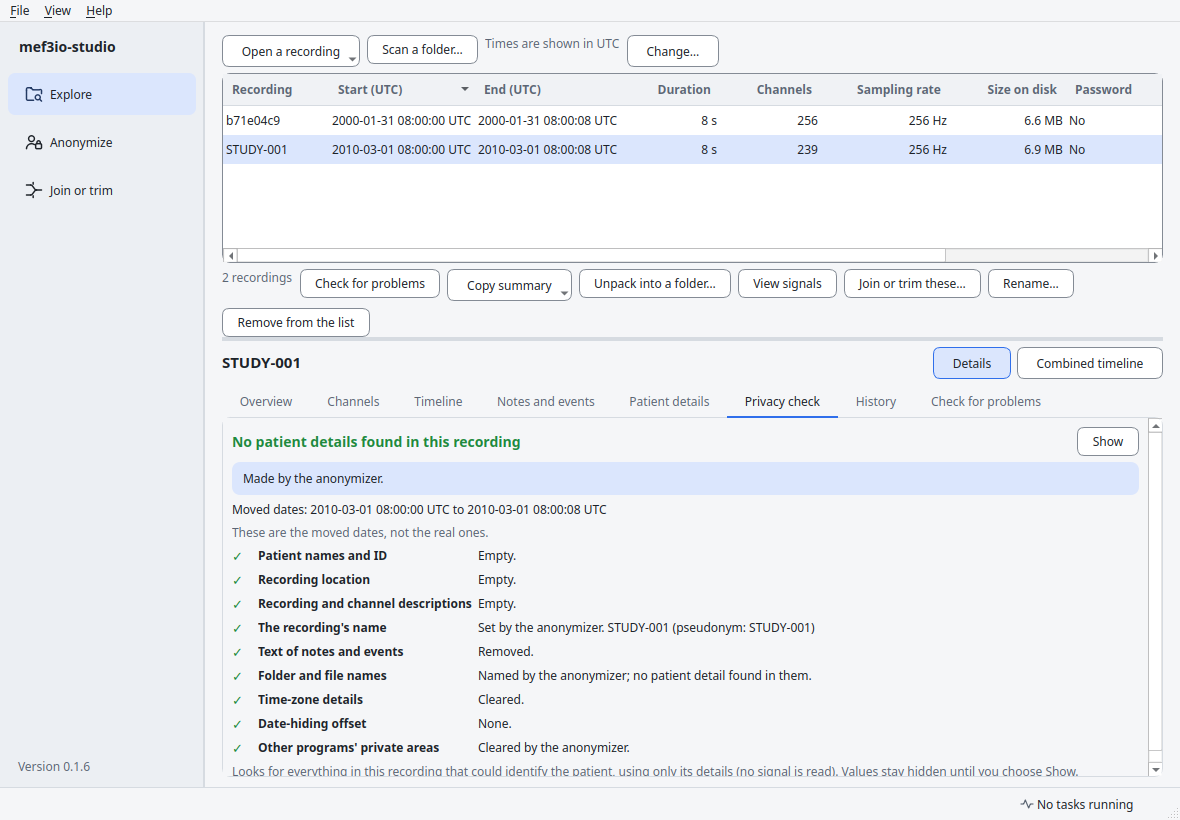 File View Help
mef3io-studio
Explore
Anonymize
Join or trim
Version 0.1.6
Open a recording Scan a folder... Times are shown in UTC Change...
Recording Start (UTC) End (UTC) Duration Channels Sampling rate Size on disk Password
b71e04c9 2000-01-31 08:00:00 UTC 2000-01-31 08:00:08 UTC 8 s 256 256 Hz 6.6 MB No
STUDY-001 2010-03-01 08:00:00 UTC 2010-03-01 08:00:08 UTC 8 s 239 256 Hz 6.9 MB No
2 recordings Check for problems Copy summary Unpack into a folder... View signals Join or trim these... Rename...
Remove from the list
STUDY-001 Details Combined timeline
Overview Channels Timeline Notes and events Patient details Privacy check History Check for problems
No patient details found in this recording Show
Made by the anonymizer.
Moved dates: 2010-03-01 08:00:00 UTC to 2010-03-01 08:00:08 UTC
These are the moved dates, not the real ones.
✓ Patient names and ID Empty.
✓ Recording location Empty.
✓ Recording and channel descriptions Empty.
✓ The recording's name Set by the anonymizer. STUDY-001 (pseudonym: STUDY-001)
✓ Text of notes and events Removed.
✓ Folder and file names Named by the anonymizer; no patient detail found in them.
✓ Time-zone details Cleared.
✓ Date-hiding offset None.
✓ Other programs' private areas Cleared by the anonymizer.
Looks for everything in this recording that could identify the patient, using only its details (no signal is read). Values stay hidden until you choose Show.
No tasks running